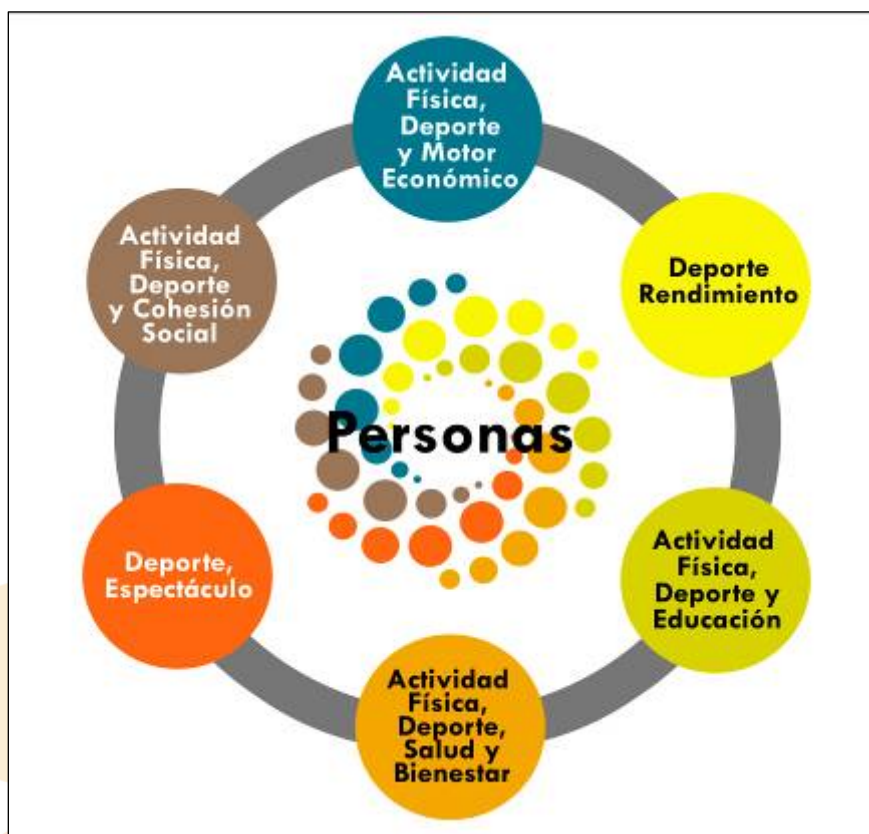 Actividad
Física,
Deporte
y Motor
Económico
Deporte
Rendimiento
Actividad
Física,
Deporte y
Educación
Actividad
Física,
Deporte,
Salud y
Bienestar
Deporte,
Espectáculo
Actividad
Física,
Deporte
y Cohesión
Social
Personas